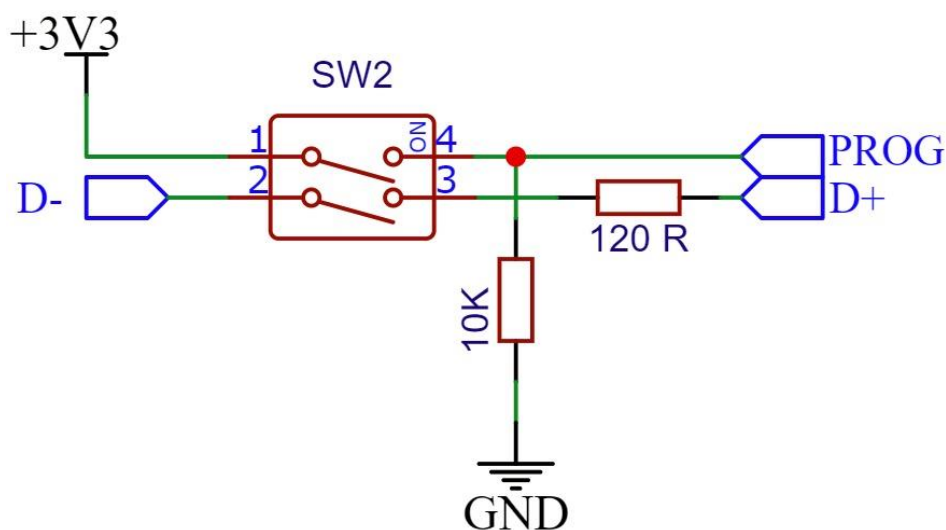 +3V3
SW2
1 ON 4
PROG
D- 2 3 D+
120 R
10K
GND